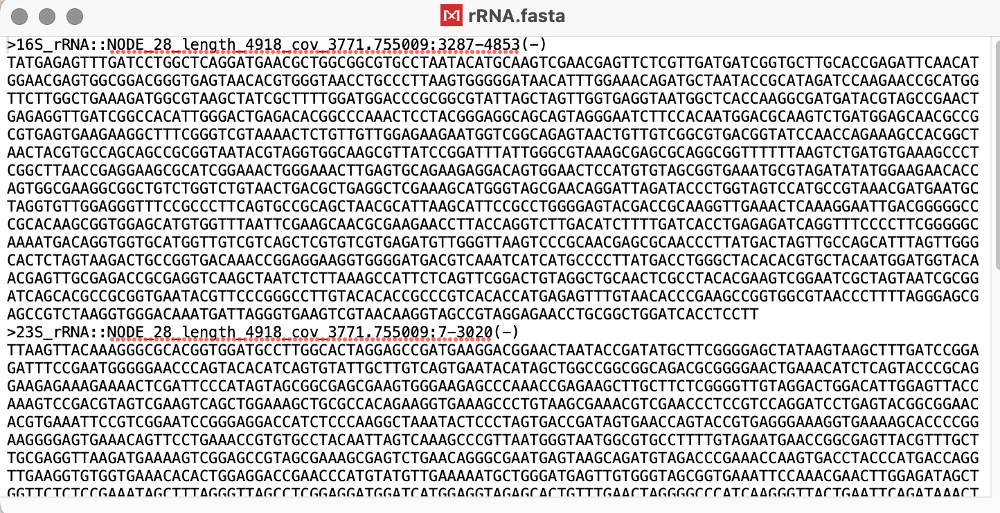 rRNA.fasta
>16S_rRNA::NODE_28_length_4918_cov_3771.755009:3287-4853(-)
TATGAGAGTTTGATCCTGGCTCAGGATGAACGCTGGCGGCGTGCCTAATACATGCAAGTCGAACGAGTTCTCGTTGATGATCGGTGCTTGCACCGAGATTCAACAT
GGAACGAGTGGCGGACGGGTGAGTAACACGTGGGTAACCTGCCCTTAAGTGGGGGATAACATTTGGAAACAGATGCTAATACCGCATAGATCCAAGAACCGCATGG
TTCTTGGCTGAAAGATGGCGTAAGCTATCGCTTTTGGATGGACCCGCGGCGTATTAGCTAGTTGGTGAGGTAATGGCTCACCAAGGCGATGATACGTAGCCGAACT
GAGAGGTTGATCGGCCACATTGGGACTGAGACACGGCCCAAACTCCTACGGGAGGCAGCAGTAGGGAATCTTCCACAATGGACGCAAGTCTGATGGAGCAACGCCG
CGTGAGTGAAGAAGGCTTTCGGGTCGTAAAACTCTGTTGTTGGAGAAGAATGGTCGGCAGAGTAACTGTTGTCGGCGTGACGGTATCCAACCAGAAAGCCACGGCT
AACTACGTGCCAGCAGCCGCGGTAATACGTAGGTGGCAAGCGTTATCCGGATTTATTGGGCGTAAAGCGAGCGCAGGCGGTTTTTTAAGTCTGATGTGAAAGCCCT
CGGCTTAACCGAGGAAGCGCATCGGAAACTGGGAAACTTGAGTGCAGAAGAGGACAGTGGAACTCCATGTGTAGCGGTGAAATGCGTAGATATATGGAAGAACACC
AGTGGCGAAGGCGGCTGTCTGGTCTGTAACTGACGCTGAGGCTCGAAAGCATGGGTAGCGAACAGGATTAGATACCCTGGTAGTCCATGCCGTAAACGATGAATGC
TAGGTGTTGGAGGGTTTCCGCCCTTCAGTGCCGCAGCTAACGCATTAAGCATTCCGCCTGGGGAGTACGACCGCAAGGTTGAAACTCAAAGGAATTGACGGGGGCC
CGCACAAGCGGTGGAGCATGTGGTTTAATTCGAAGCAACGCGAAGAACCTTACCAGGTCTTGACATCTTTTGATCACCTGAGAGATCAGGTTTCCCCTTCGGGGGC
AAAATGACAGGTGGTGCATGGTTGTCGTCAGCTCGTGTCGTGAGATGTTGGGTTAAGTCCCGCAACGAGCGCAACCCTTATGACTAGTTGCCAGCATTTAGTTGGG
CACTCTAGTAAGACTGCCGGTGACAAACCGGAGGAAGGTGGGGATGACGTCAAATCATCATGCCCCTTATGACCTGGGCTACACACGTGCTACAATGGATGGTACA
ACGAGTTGCGAGACCGCGAGGTCAAGCTAATCTCTTAAAGCCATTCTCAGTTCGGACTGTAGGCTGCAACTCGCCTACACGAAGTCGGAATCGCTAGTAATCGCGG
ATCAGCACGCCGCGGTGAATACGTTCCCGGGCCTTGTACACACCGCCCGTCACACCATGAGAGTTTGTAACACCCGAAGCCGGTGGCGTAACCCTTTTAGGGAGCG
AGCCGTCTAAGGTGGGACAAATGATTAGGGTGAAGTCGTAACAAGGTAGCCGTAGGAGAACCTGCGGCTGGATCACCTCCTT
>23S_rRNA::NODE_28_length_4918_cov_3771.755009:7-3020(-)
TTAAGTTACAAAGGGCGCACGGTGGATGCCTTGGCACTAGGAGCCGATGAAGGACGGAACTAATACCGATATGCTTCGGGGAGCTATAAGTAAGCTTTGATCCGGA
GATTTCCGAATGGGGGAACCCAGTACACATCAGTGTATTGCTTGTCAGTGAATACATAGCTGGCCGGCGGCAGACGCGGGGAACTGAAACATCTCAGTACCCGCAG
GAAGAGAAAGAAAACTCGATTCCCATAGTAGCGGCGAGCGAAGTGGGAAGAGCCCAAACCGAGAAGCTTGCTTCTCGGGGTTGTAGGACTGGACATTGGAGTTACC
AAAGTCCGACGTAGTCGAAGTCAGCTGGAAAGCTGCGCCACAGAAGGTGAAAGCCCTGTAAGCGAAACGTCGAACCCTCCGTCCAGGATCCTGAGTACGGCGGAAC
ACGTGAAATTCCGTCGGAATCCGGGAGGACCATCTCCCAAGGCTAAATACTCCCTAGTGACCGATAGTGAACCAGTACCGTGAGGGAAAGGTGAAAAGCACCCCGG
AAGGGGAGTGAAACAGTTCCTGAAACCGTGTGCCTACAATTAGTCAAAGCCCGTTAATGGGTAATGGCGTGCCTTTTGTAGAATGAACCGGCGAGTTACGTTTGCT
TGCGAGGTTAAGATGAAAAGTCGGAGCCGTAGCGAAAGCGAGTCTGAACAGGGCGAATGAGTAAGCAGATGTAGACCCGAAACCAAGTGACCTACCCATGACCAGG
TTGAAGGTGTGGTGAAACACACTGGAGGACCGAACCCATGTATGTTGAAAAATGCTGGGATGAGTTGTGGGTAGCGGTGAAATTCCAAACGAACTTGGAGATAGCT
GGTTCTCTCCGAAATAGCTTTAGGGTTAGCCTCGGAGGATGGATCATGGAGGTAGAGCACTGTTTGAACTAGGGGCCCATCAAGGGTTACTGAATTCAGATAAACT